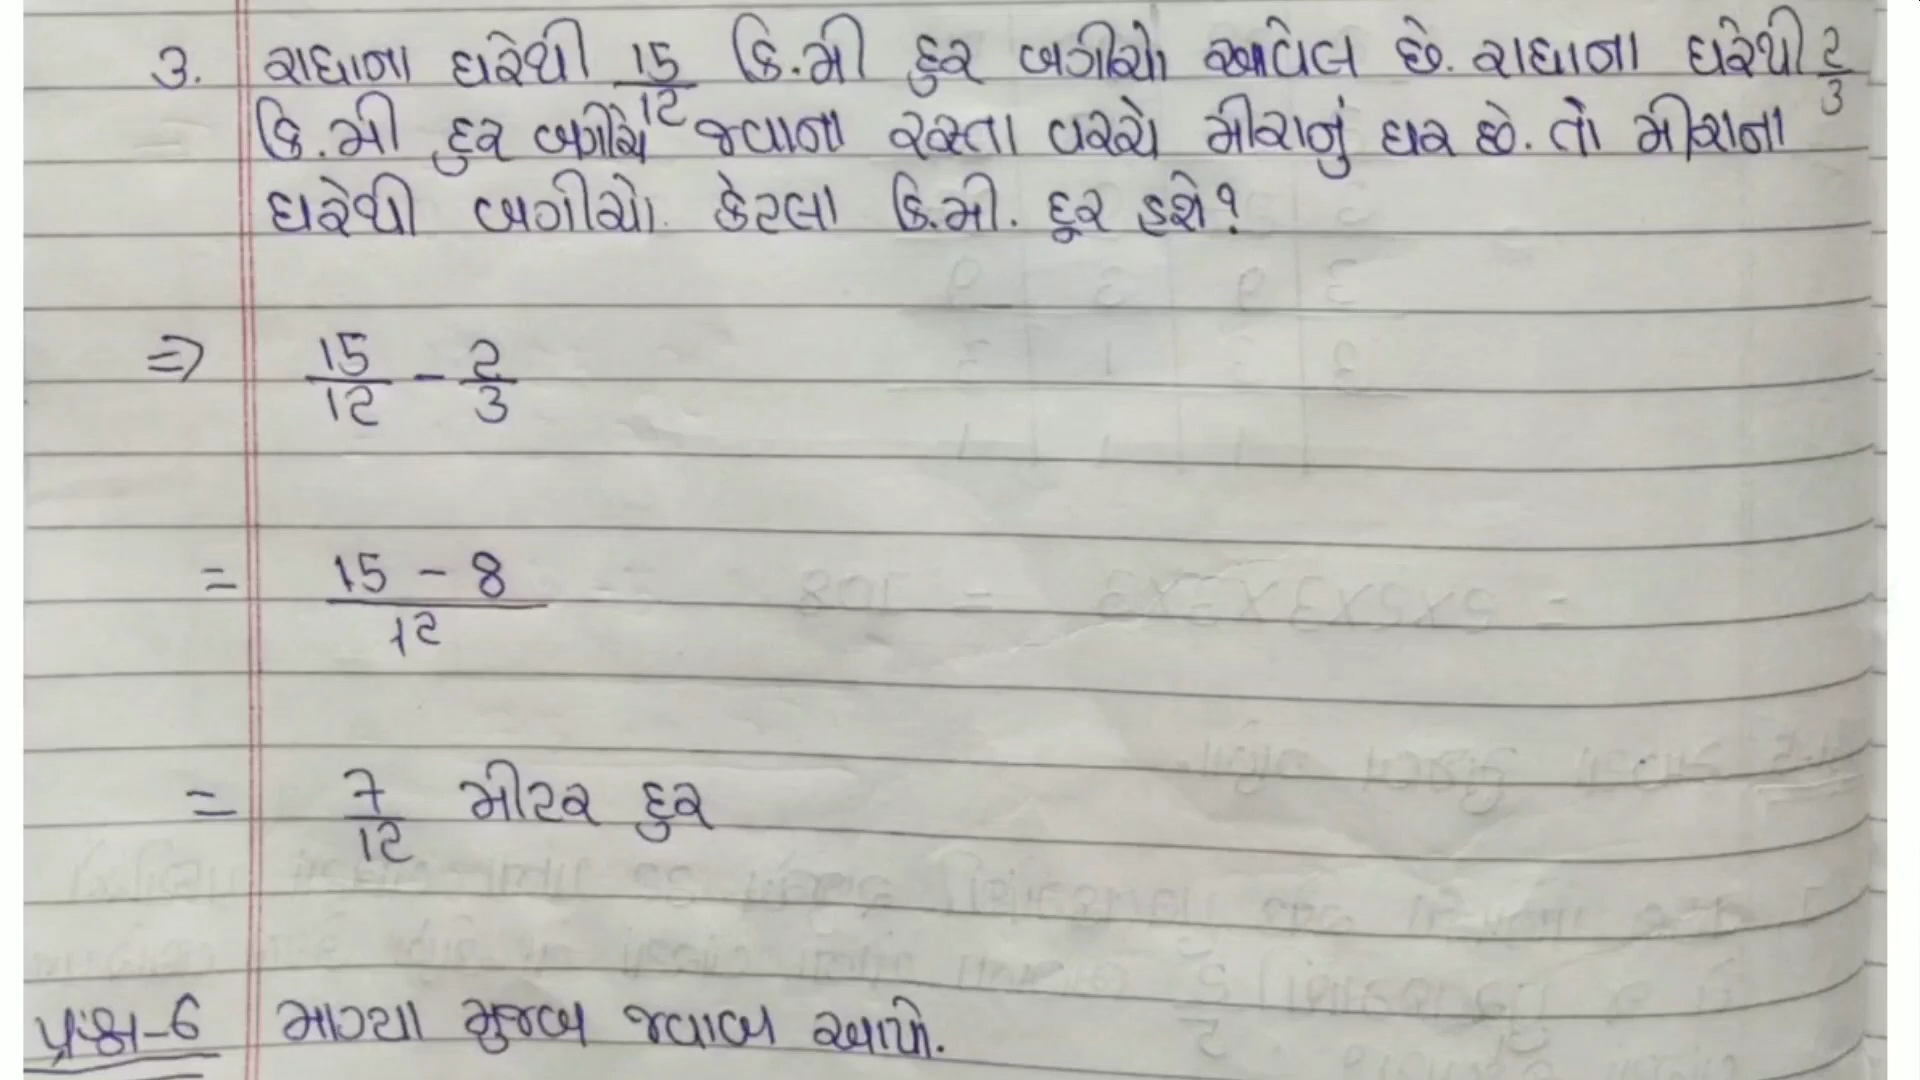 3. રાધાના ઘરેથી 15/12 કિ.મી દુર બગીચો આવેલ છે. રાધાના ઘરેથી 2/3
કિ.મી દુર બગીચે જવાના રસ્તા વચ્ચે મીરાનું ઘર છે. તો મીરાના
ઘરેથી બગીચો કેટલા કિ.મી. દૂર હશે?
⇒ 15/12 - 2/3
= 15 - 8 / 12
= 7/12 મીટર દુર
પ્રશ્ન-6 માગ્યા મુજબ જવાબ આપો.